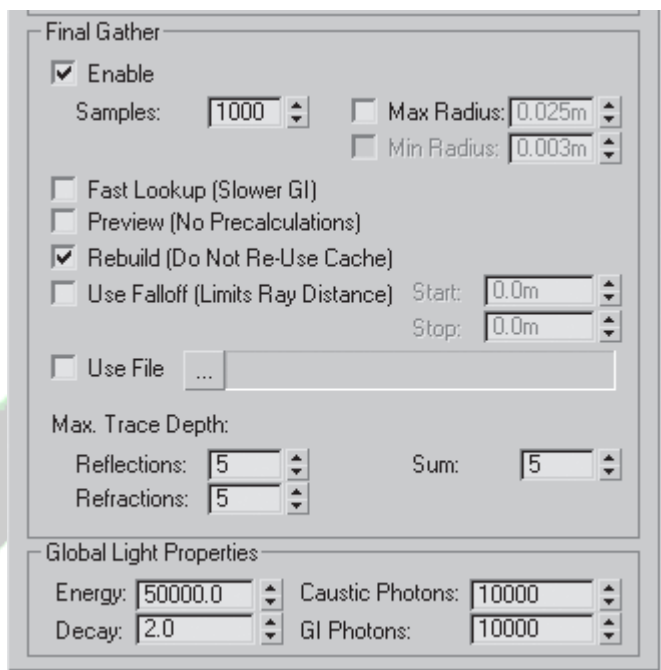 Final Gather
Enable
Samples: 1000 Max Radius: 0.025m
Min Radius: 0.003m
Fast Lookup (Slower GI)
Preview (No Precalculations)
Rebuild (Do Not Re-Use Cache)
Use Falloff (Limits Ray Distance) Start: 0.0m
Stop: 0.0m
Use File ...
Max. Trace Depth:
Reflections: 5 Sum: 5
Refractions: 5
Global Light Properties
Energy: 50000.0 Caustic Photons: 10000
Decay: 2.0 GI Photons: 10000